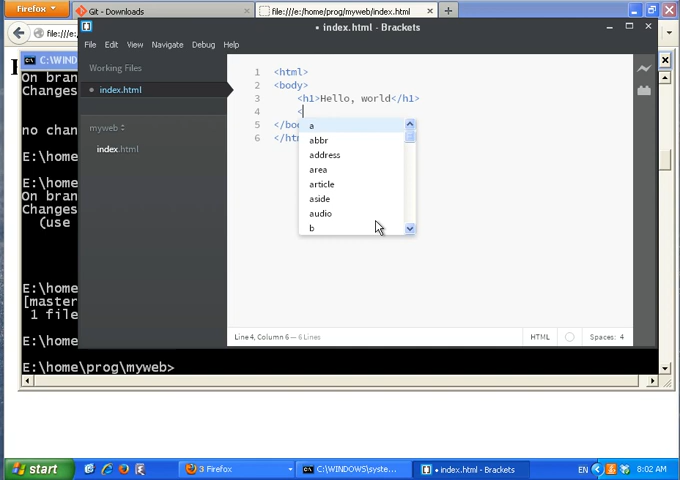 Firefox
Git - Downloads
file:///e:/home/prog/myweb/index.html
+
file:///e:/home
C:\WIND
• index.html - Brackets
File Edit View Navigate Debug Help
Working Files
index.html
myweb
index.html
On bran
Changes
no chan
E:\home
On bran
Changes
(use
E:\home
[master
1 file
E:\home
E:\home\prog\myweb>
1 <html>
2 <body>
3 <h1>Hello, world</h1>
4 <
5 </bo
6 </htm
a
abbr
address
area
article
aside
audio
b
Line 4, Column 6 — 6 Lines
HTML
Spaces: 4
start
3 Firefox
C:\WINDOWS\syste...
• index.html - Brackets
EN
8:02 AM